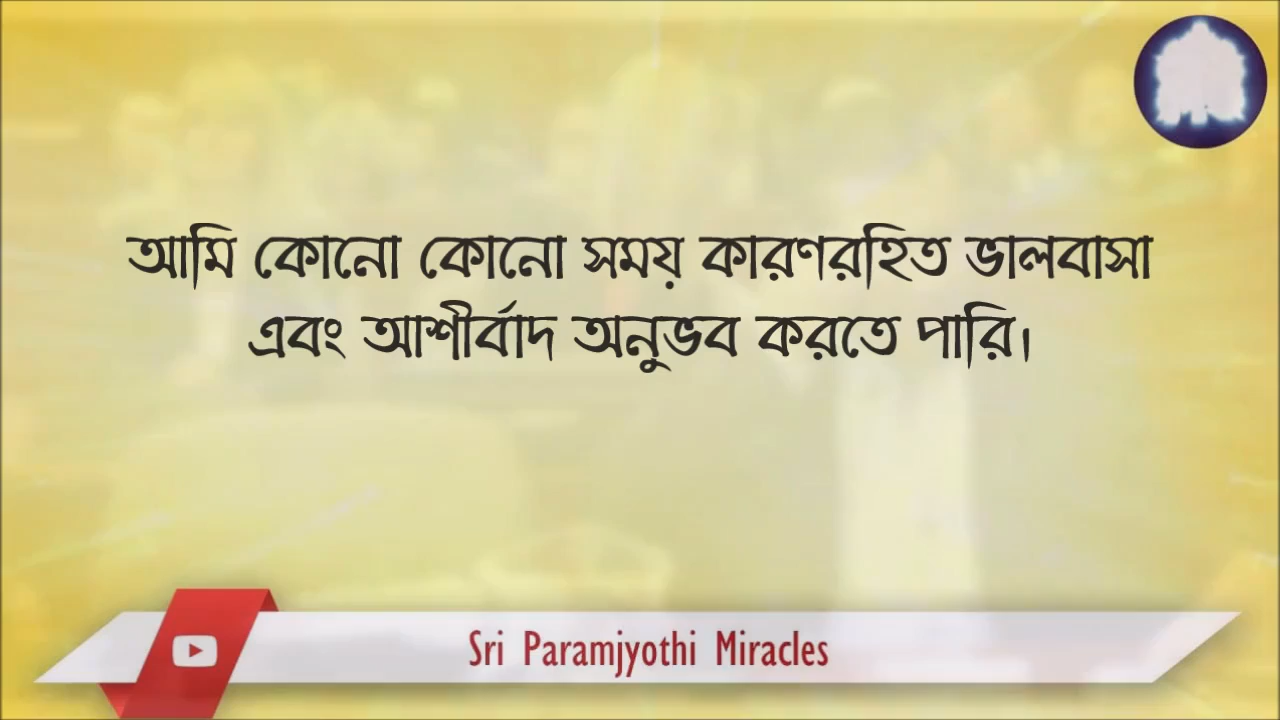 আমি কোনো কোনো সময় কারণরহিত ভালবাসা
এবং আশীর্বাদ অনুভব করতে পারি।
Sri Paramjyothi Miracles